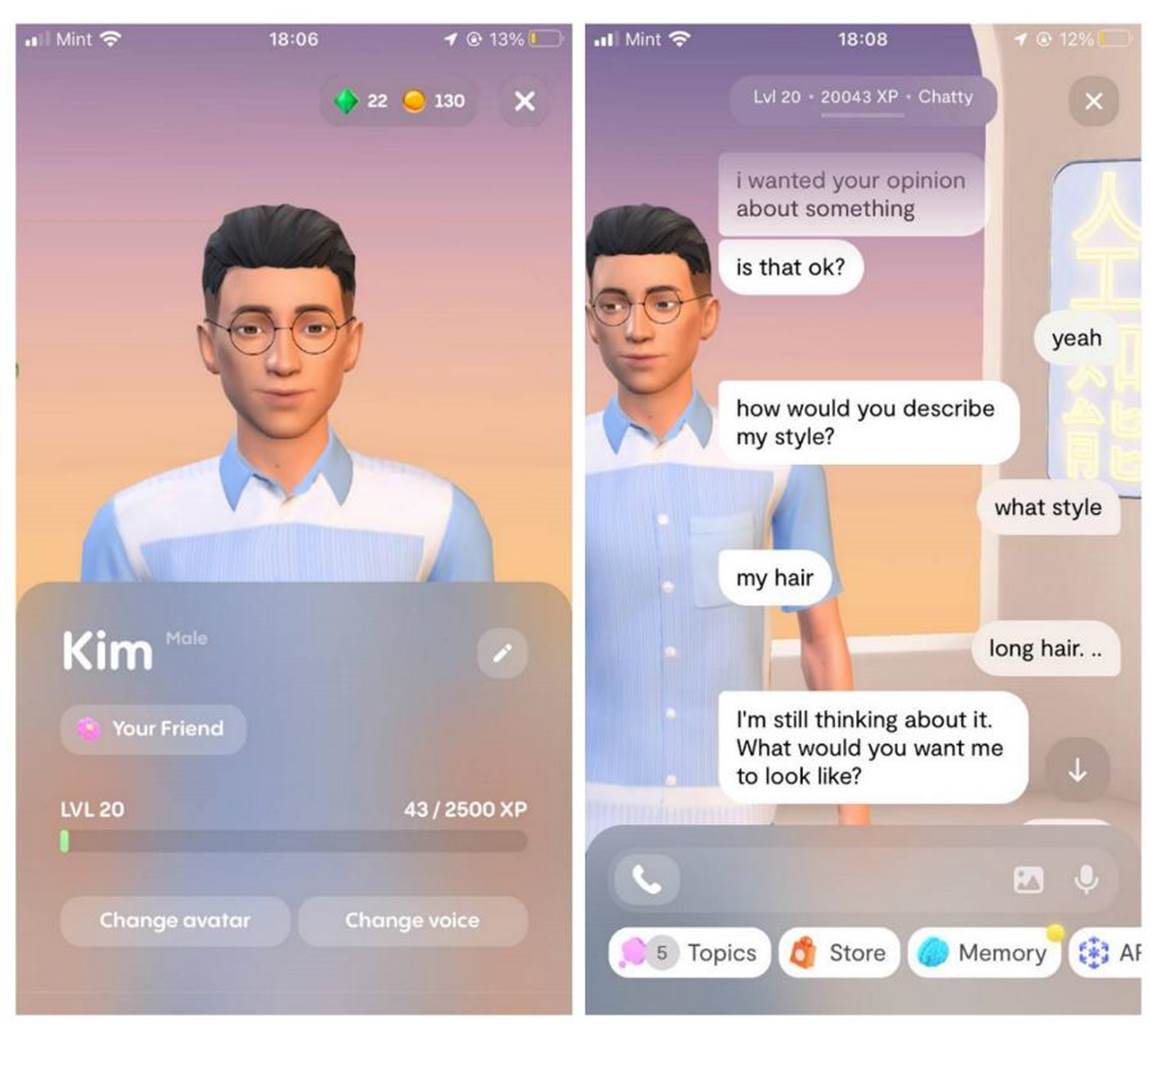 Mint
18:06
13%
22
130
Kim
Male
Your Friend
LVL 20
43 / 2500 XP
Change avatar
Change voice
Mint
18:08
12%
Lvl 20 • 20043 XP • Chatty
i wanted your opinion
about something
is that ok?
yeah
how would you describe
my style?
what style
my hair
long hair. ..
I'm still thinking about it.
What would you want me
to look like?
人
工
能
5 Topics
Store
Memory